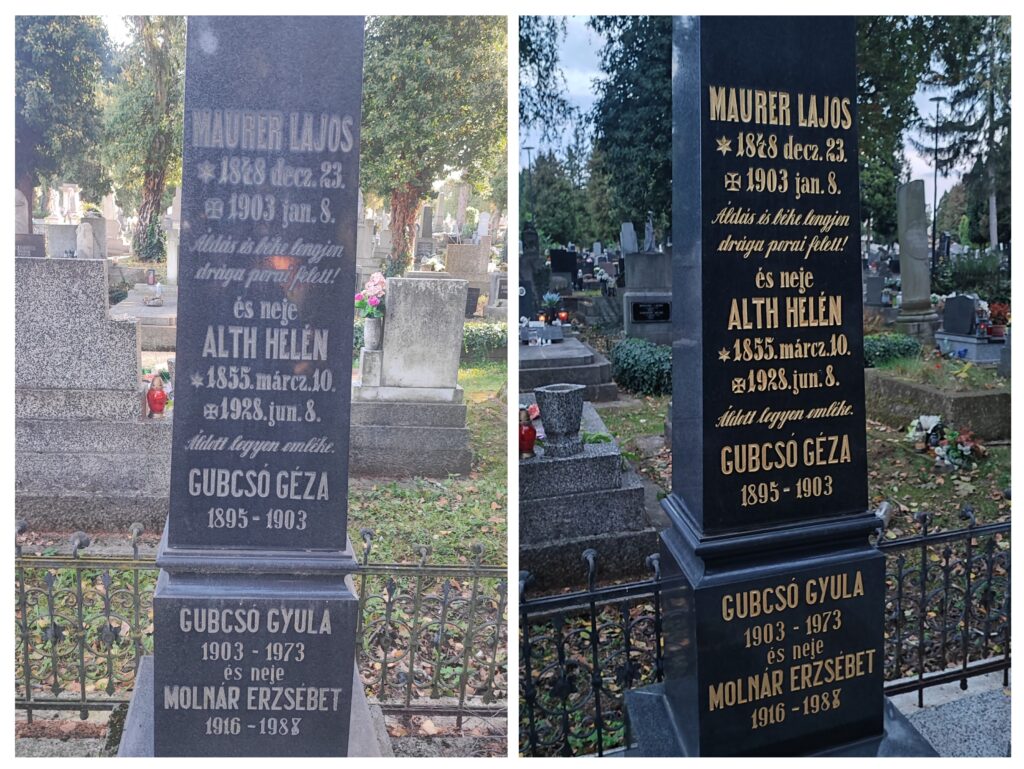 MAURER LAJOS
* 1848 decz. 23.
✠ 1903 jan. 8.
Áldás is béke lengjen
drága porai felett!
és neje
ALTH HELÉN
* 1855. márcz. 10.
✠ 1928. jun. 8.
Áldott legyen emléke.
GUBCSÓ GÉZA
1895 - 1903
GUBCSÓ GYULA
1903 - 1973
és neje
MOLNÁR ERZSÉBET
1916 - 1988
MAURER LAJOS
* 1848 decz. 23.
✠ 1903 jan. 8.
Áldás is béke lengjen
drága porai felett!
és neje
ALTH HELÉN
* 1855. márcz. 10.
✠ 1928. jun. 8.
Áldott legyen emléke.
GUBCSÓ GÉZA
1895 - 1903
GUBCSÓ GYULA
1903 - 1973
és neje
MOLNÁR ERZSÉBET
1916 - 1988